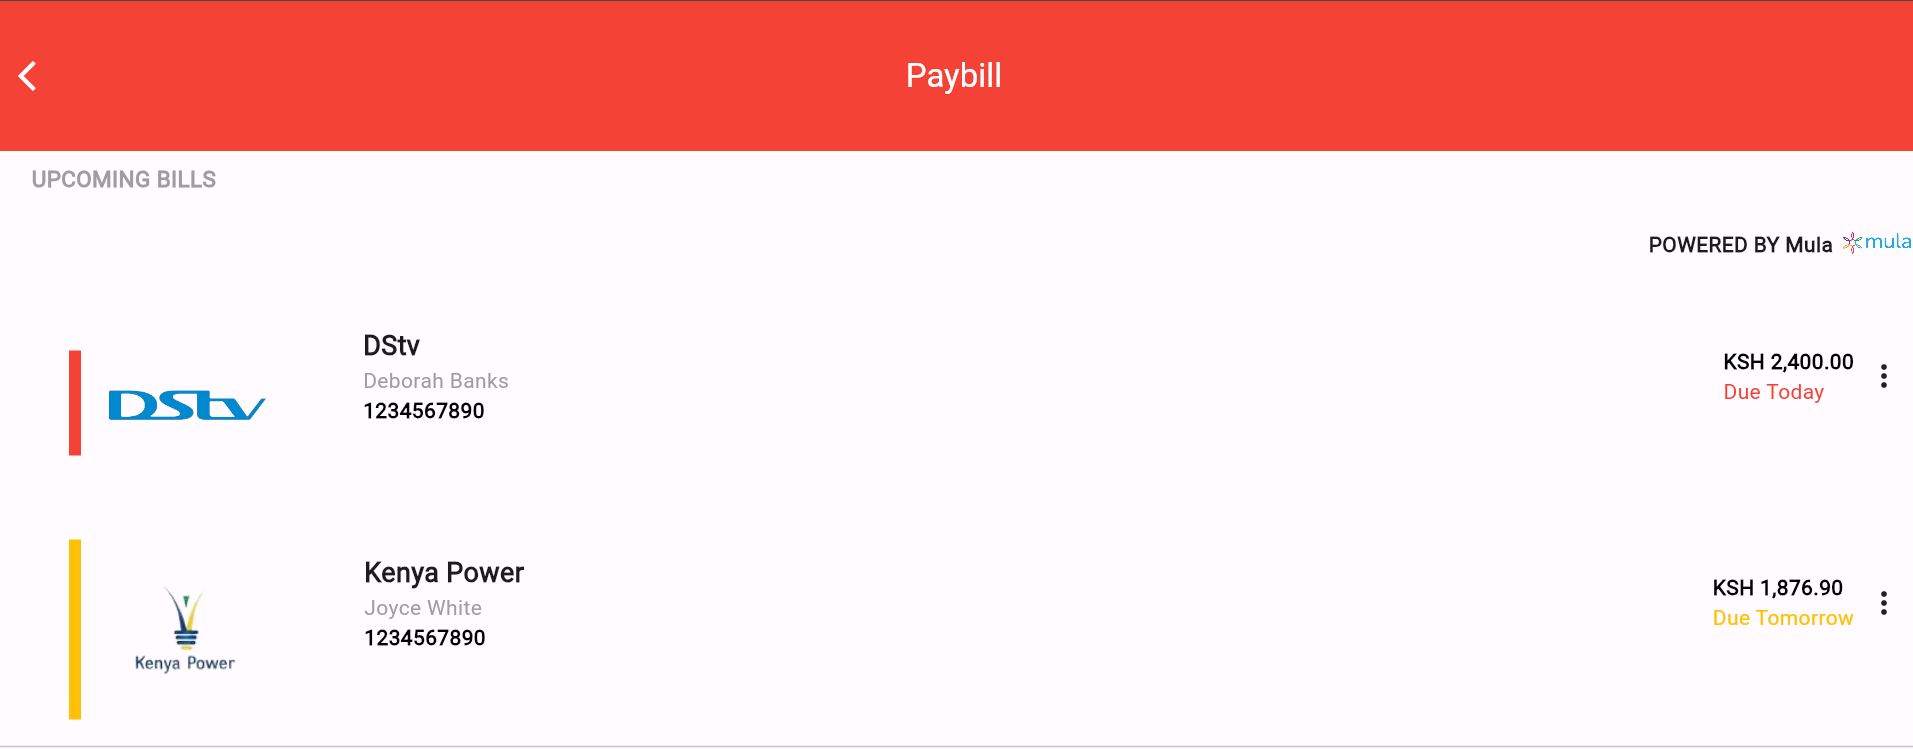 Paybill
UPCOMING BILLS
POWERED BY Mula mula
DStv
DStv
Deborah Banks
1234567890
KSH 2,400.00
Due Today
Kenya Power
Kenya Power
Joyce White
1234567890
KSH 1,876.90
Due Tomorrow